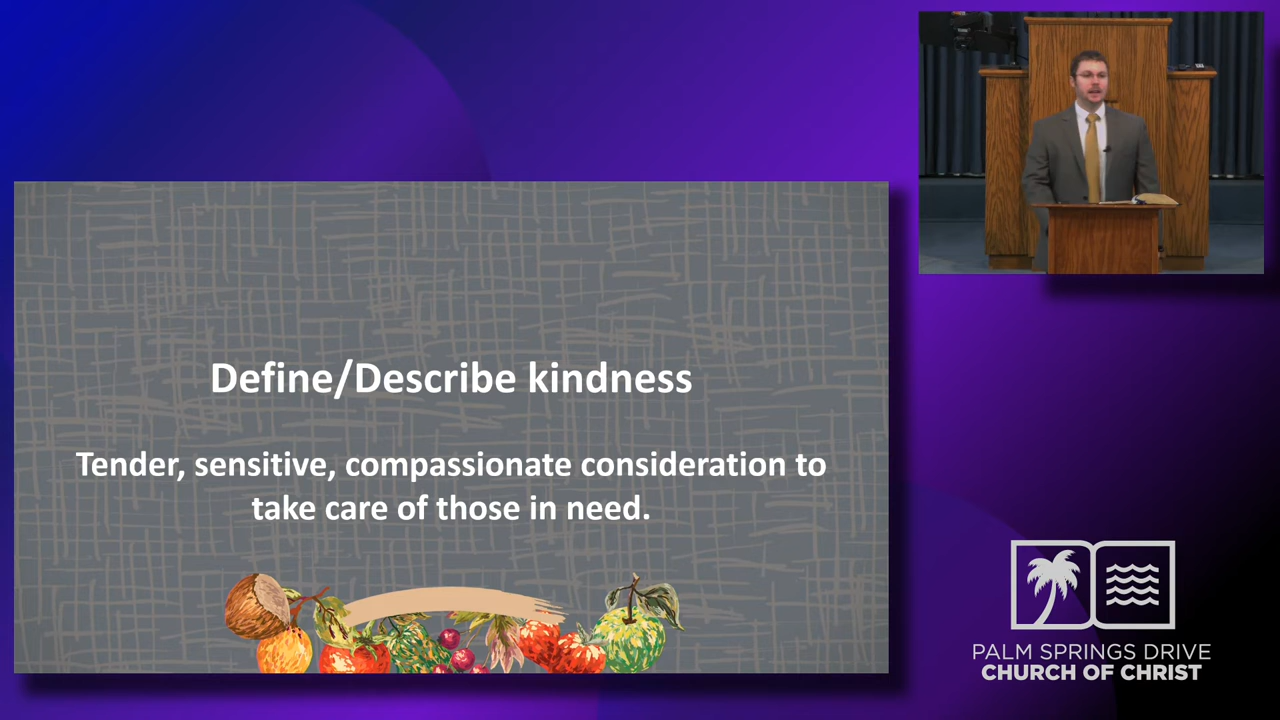 Define/Describe kindness
Tender, sensitive, compassionate consideration to
take care of those in need.
PALM SPRINGS DRIVE
CHURCH OF CHRIST